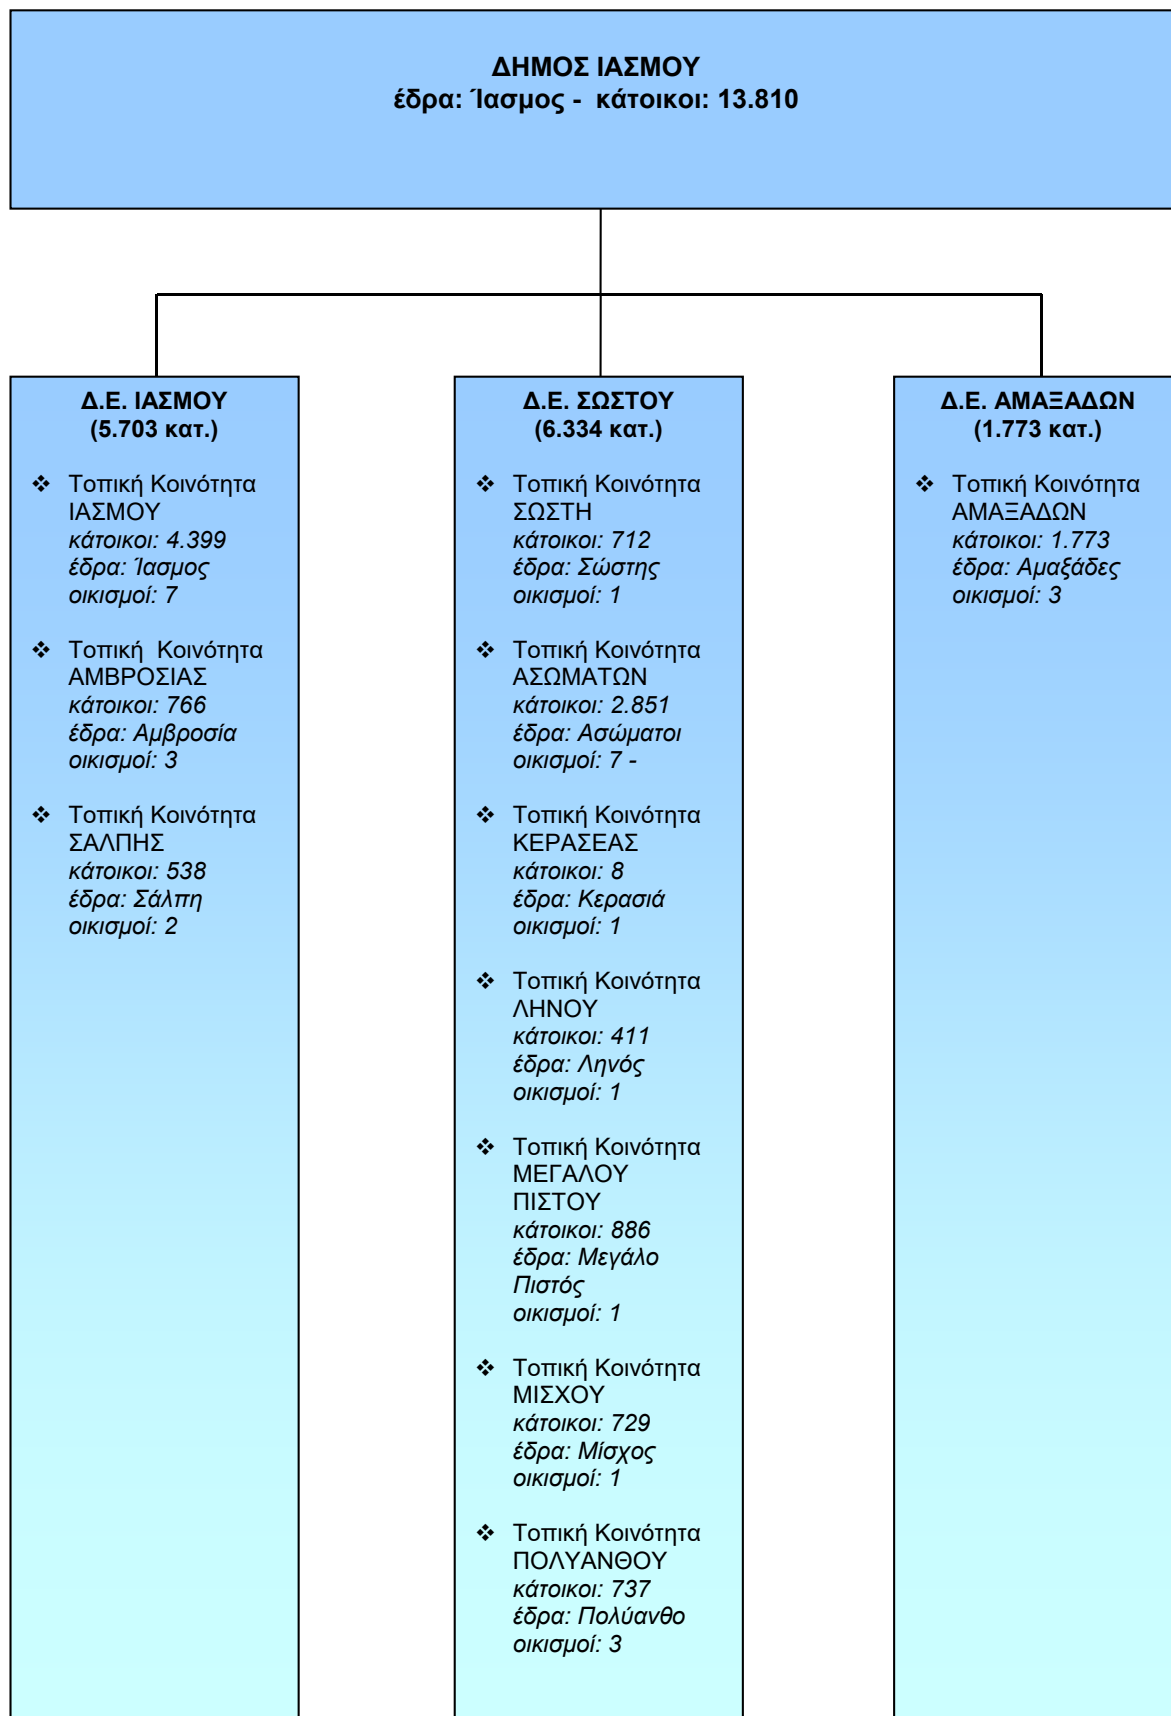 ΔΗΜΟΣ ΙΑΣΜΟΥ
έδρα: Ίασμος - κάτοικοι: 13.810
Δ.Ε. ΙΑΣΜΟΥ
(5.703 κατ.)
❖ Τοπική Κοινότητα
ΙΑΣΜΟΥ
κάτοικοι: 4.399
έδρα: Ίασμος
οικισμοί: 7
❖ Τοπική Κοινότητα
ΑΜΒΡΟΣΙΑΣ
κάτοικοι: 766
έδρα: Αμβροσία
οικισμοί: 3
❖ Τοπική Κοινότητα
ΣΑΛΠΗΣ
κάτοικοι: 538
έδρα: Σάλπη
οικισμοί: 2
Δ.Ε. ΣΩΣΤΟΥ
(6.334 κατ.)
❖ Τοπική Κοινότητα
ΣΩΣΤΗ
κάτοικοι: 712
έδρα: Σώστης
οικισμοί: 1
❖ Τοπική Κοινότητα
ΑΣΩΜΑΤΩΝ
κάτοικοι: 2.851
έδρα: Ασώματοι
οικισμοί: 7 -
❖ Τοπική Κοινότητα
ΚΕΡΑΣΕΑΣ
κάτοικοι: 8
έδρα: Κερασιά
οικισμοί: 1
❖ Τοπική Κοινότητα
ΛΗΝΟΥ
κάτοικοι: 411
έδρα: Ληνός
οικισμοί: 1
❖ Τοπική Κοινότητα
ΜΕΓΑΛΟΥ
ΠΙΣΤΟΥ
κάτοικοι: 886
έδρα: Μεγάλο
Πιστός
οικισμοί: 1
❖ Τοπική Κοινότητα
ΜΙΣΧΟΥ
κάτοικοι: 729
έδρα: Μίσχος
οικισμοί: 1
❖ Τοπική Κοινότητα
ΠΟΛΥΑΝΘΟΥ
κάτοικοι: 737
έδρα: Πολύανθο
οικισμοί: 3
Δ.Ε. ΑΜΑΞΑΔΩΝ
(1.773 κατ.)
❖ Τοπική Κοινότητα
ΑΜΑΞΑΔΩΝ
κάτοικοι: 1.773
έδρα: Αμαξάδες
οικισμοί: 3